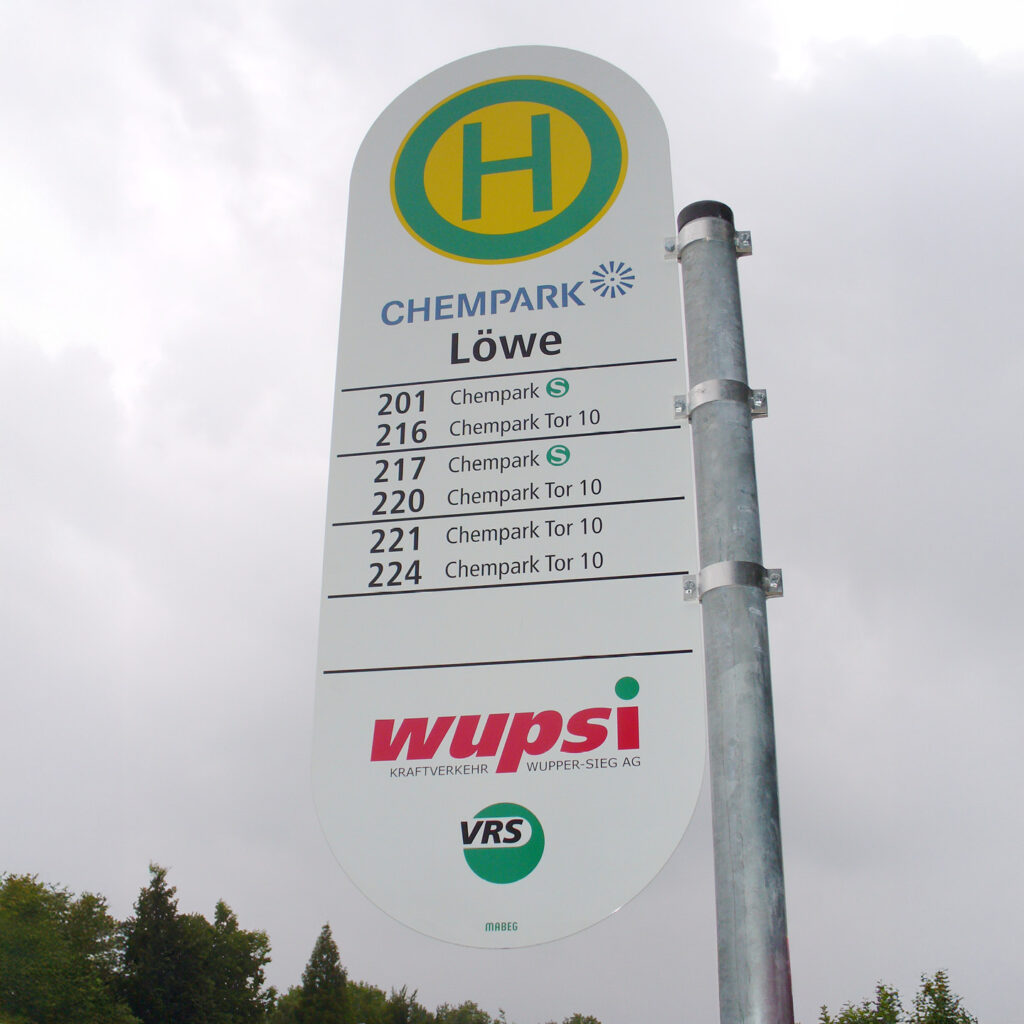 H
CHEMPARK
Löwe
201 Chempark S
216 Chempark Tor 10
217 Chempark S
220 Chempark Tor 10
221 Chempark Tor 10
224 Chempark Tor 10
wupsi
KRAFTVERKEHR WUPPER-SIEG AG
VRS
MABEG